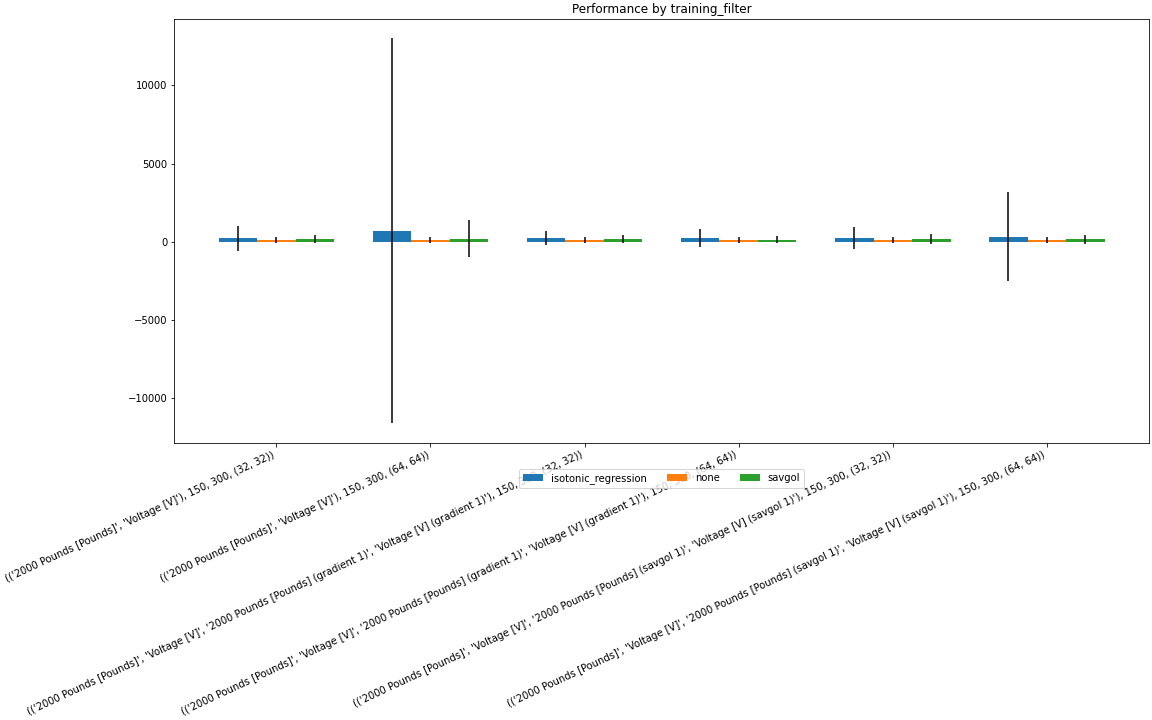 Performance by training_filter
10000
5000
0
−5000
−10000
(('2000 Pounds [Pounds]', 'Voltage [V]'), 150, 300, (32, 32))
(('2000 Pounds [Pounds]', 'Voltage [V]'), 150, 300, (64, 64))
(('2000 Pounds [Pounds]', 'Voltage [V]', '2000 Pounds [Pounds] (gradient 1)', 'Voltage [V] (gradient 1)'), 150, 300, (32, 32))
(('2000 Pounds [Pounds]', 'Voltage [V]', '2000 Pounds [Pounds] (gradient 1)', 'Voltage [V] (gradient 1)'), 150, 300, (64, 64))
(('2000 Pounds [Pounds]', 'Voltage [V]', '2000 Pounds [Pounds] (savgol 1)', 'Voltage [V] (savgol 1)'), 150, 300, (32, 32))
(('2000 Pounds [Pounds]', 'Voltage [V]', '2000 Pounds [Pounds] (savgol 1)', 'Voltage [V] (savgol 1)'), 150, 300, (64, 64))
isotonic_regression
none
savgol